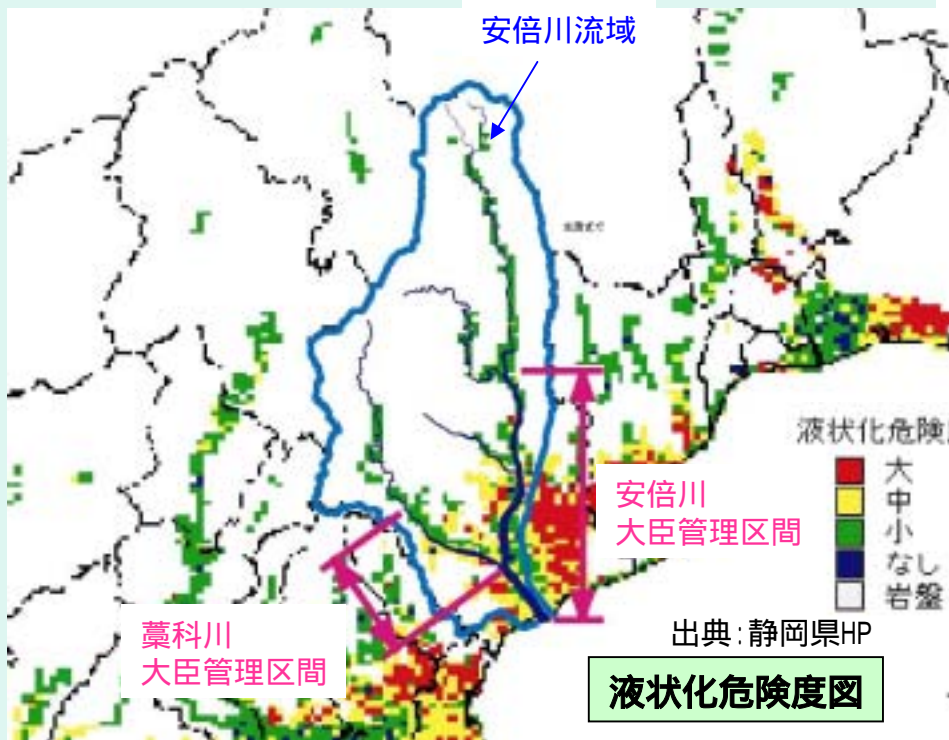 安倍川流域
液状化危険
大
中
小
なし
岩盤
安倍川
大臣管理区間
藁科川
大臣管理区間
出典:静岡県HP
液状化危険度図